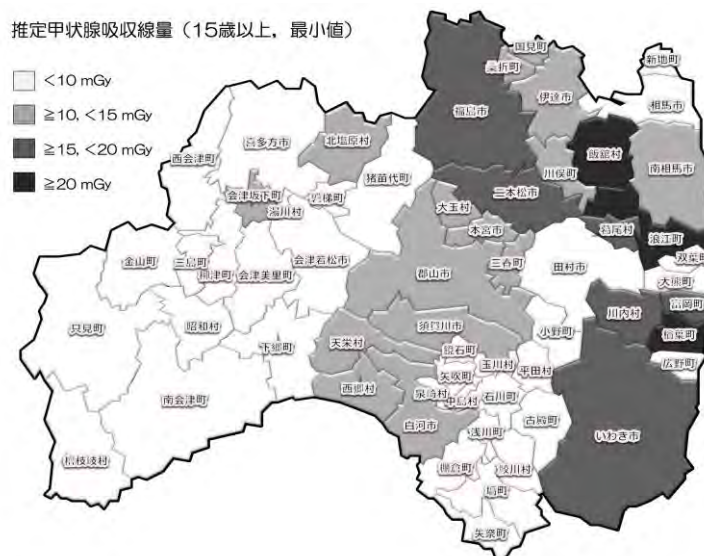 推定甲状腺吸収線量（15歳以上，最小値）
＜10 mGy
≧10,＜15 mGy
≧15,＜20 mGy
≧20 mGy
国見町
桑折町
新地町
相馬市
伊達市
福島市
飯舘村
南相馬市
川俣町
喜多方市
北塩原村
西会津町
猪苗代町
会津坂下町
湯川村
磐梯町
二本松市
大玉村
本宮市
葛尾村
浪江町
双葉町
大熊町
金山町
三島町
柳津町
会津美里町
会津若松市
郡山市
三春町
田村市
富岡町
川内村
楢葉町
広野町
只見町
昭和村
下郷町
須賀川市
天栄村
鏡石町
小野町
玉川村
平田村
矢吹町
西郷村
泉崎村
中島村
石川町
古殿町
南会津町
白河市
浅川町
いわき市
檜枝岐村
棚倉町
鮫川村
塙町
矢祭町